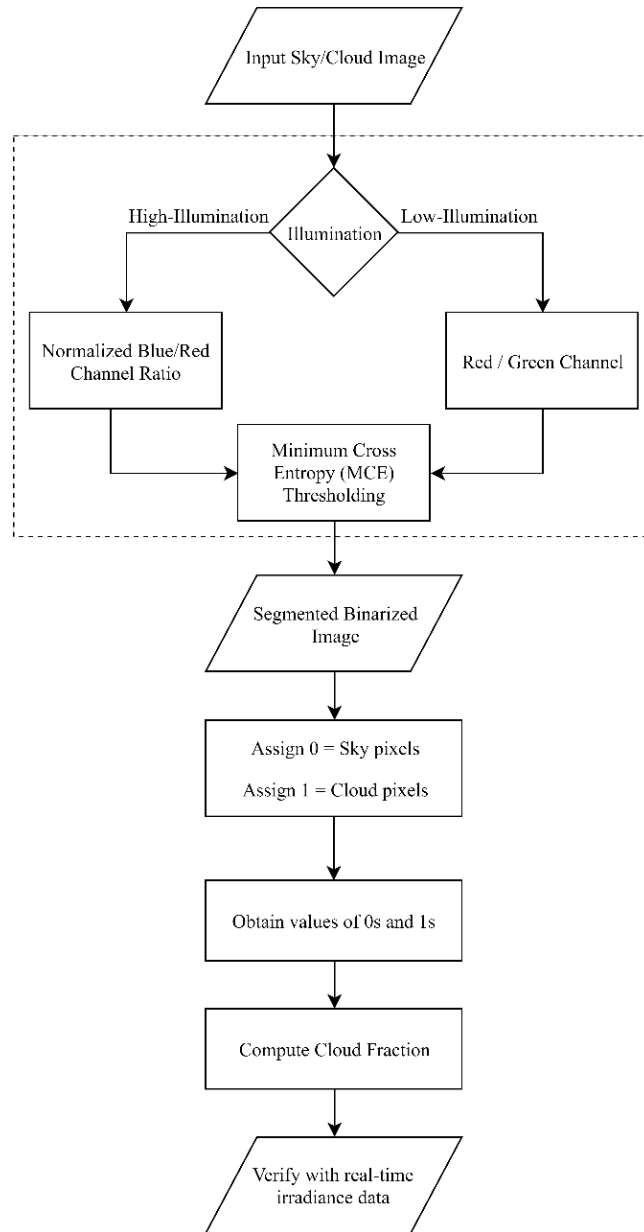 Input Sky/Cloud Image
High-Illumination
Low-Illumination
Illumination
Normalized Blue/Red
Channel Ratio
Red / Green Channel
Minimum Cross
Entropy (MCE)
Thresholding
Segmented Binarized
Image
Assign 0 = Sky pixels
Assign 1 = Cloud pixels
Obtain values of 0s and 1s
Compute Cloud Fraction
Verify with real-time
irradiance data